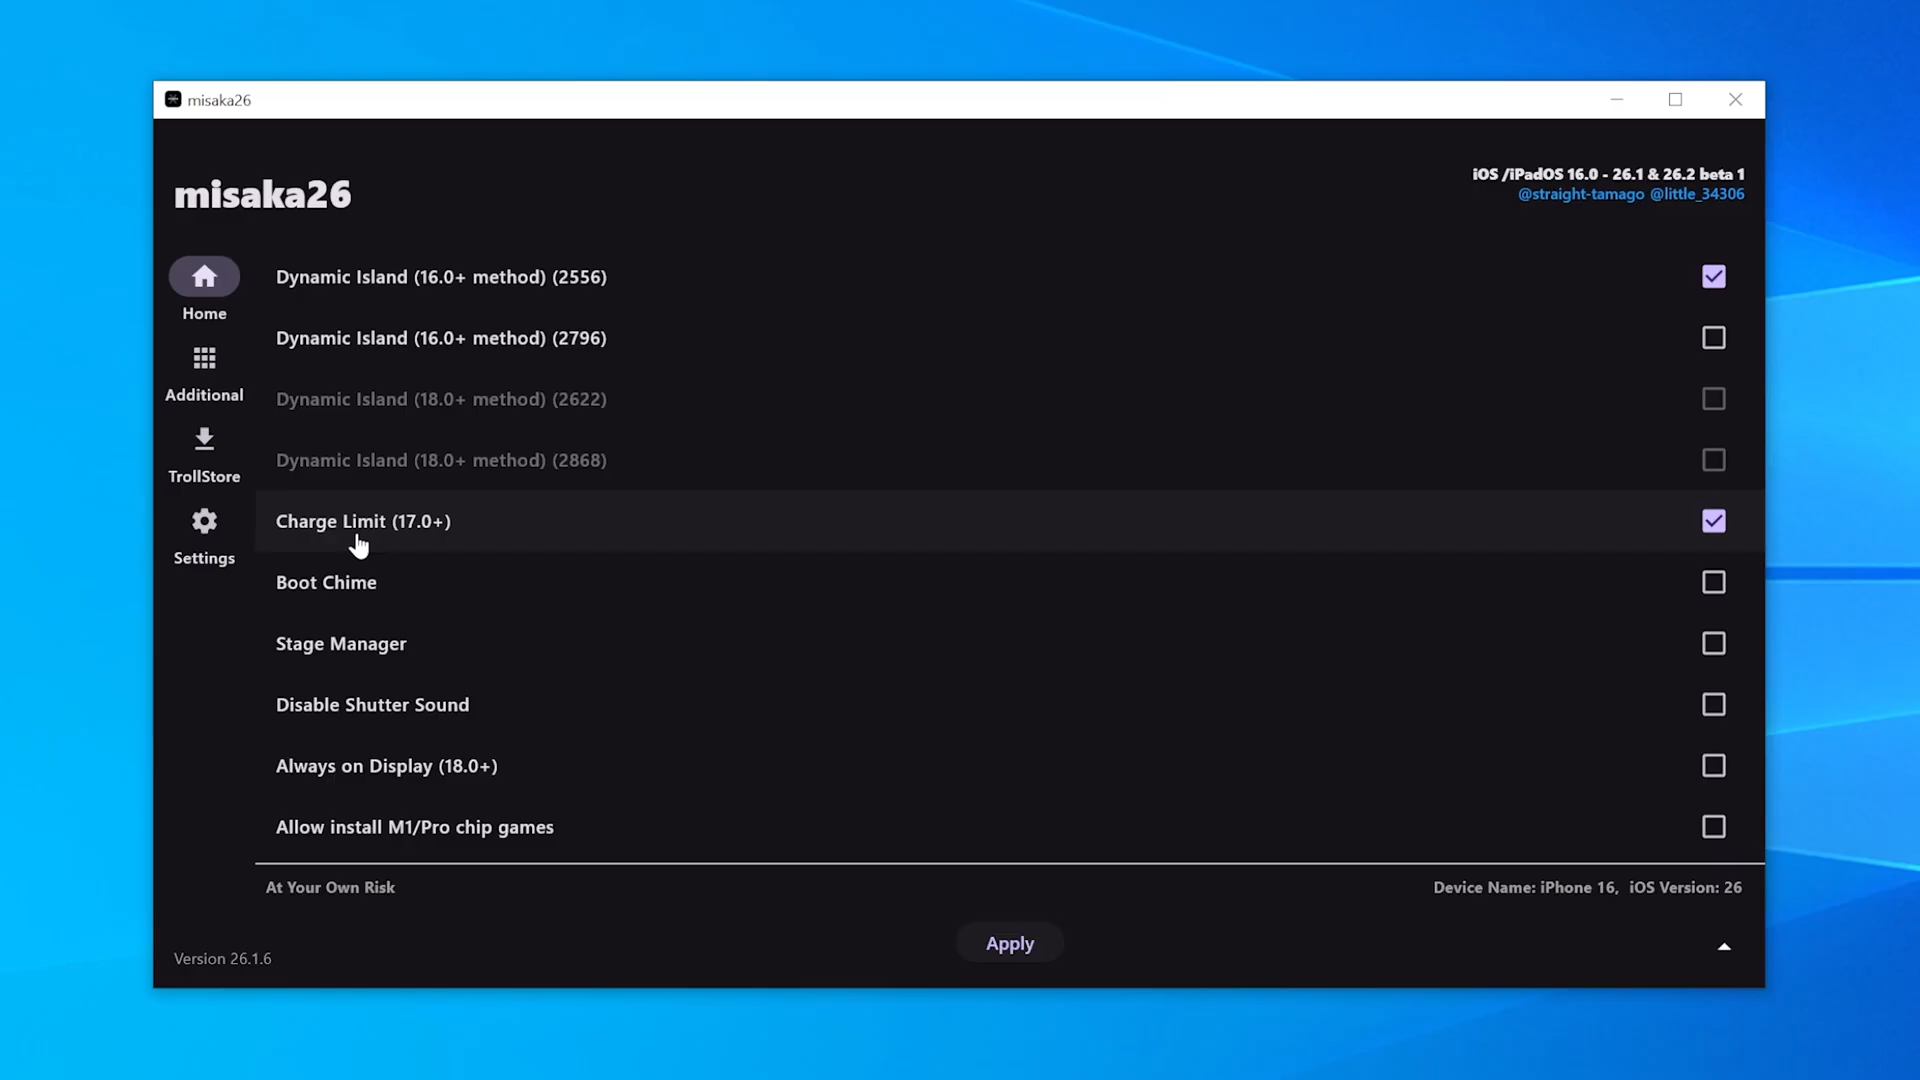 misaka26
misaka26
iOS /iPadOS 16.0 - 26.1 & 26.2 beta 1
@straight-tamago @little_34306
Home
Additional
TrollStore
Settings
Dynamic Island (16.0+ method) (2556)
Dynamic Island (16.0+ method) (2796)
Dynamic Island (18.0+ method) (2622)
Dynamic Island (18.0+ method) (2868)
Charge Limit (17.0+)
Boot Chime
Stage Manager
Disable Shutter Sound
Always on Display (18.0+)
Allow install M1/Pro chip games
At Your Own Risk
Device Name: iPhone 16, iOS Version: 26
Apply
Version 26.1.6